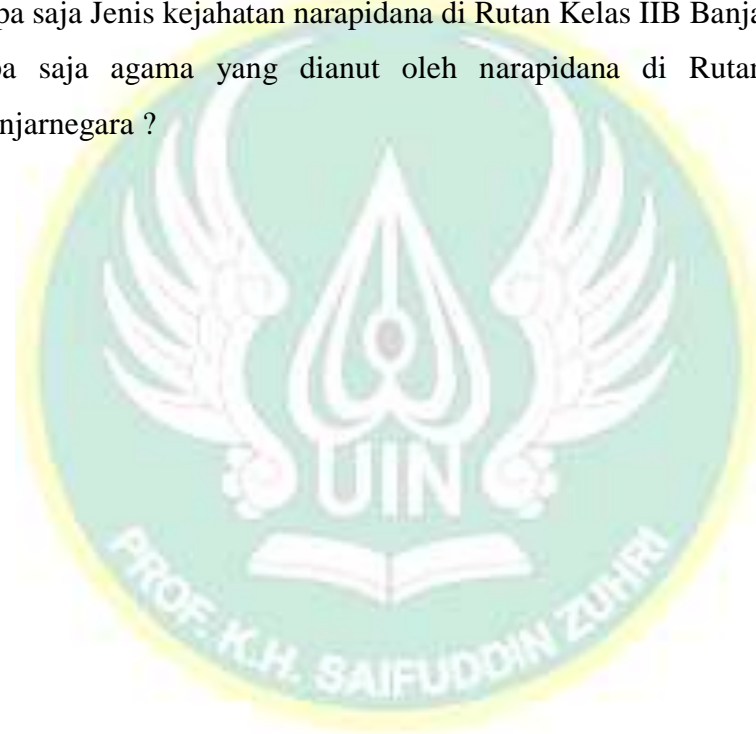 pa saja Jenis kejahatan narapidana di Rutan Kelas IIB Banja
pa saja agama yang dianut oleh narapidana di Rutan
njarnegara ?
UIN
PROF. K.H. SAIFUDDIN ZUHRI